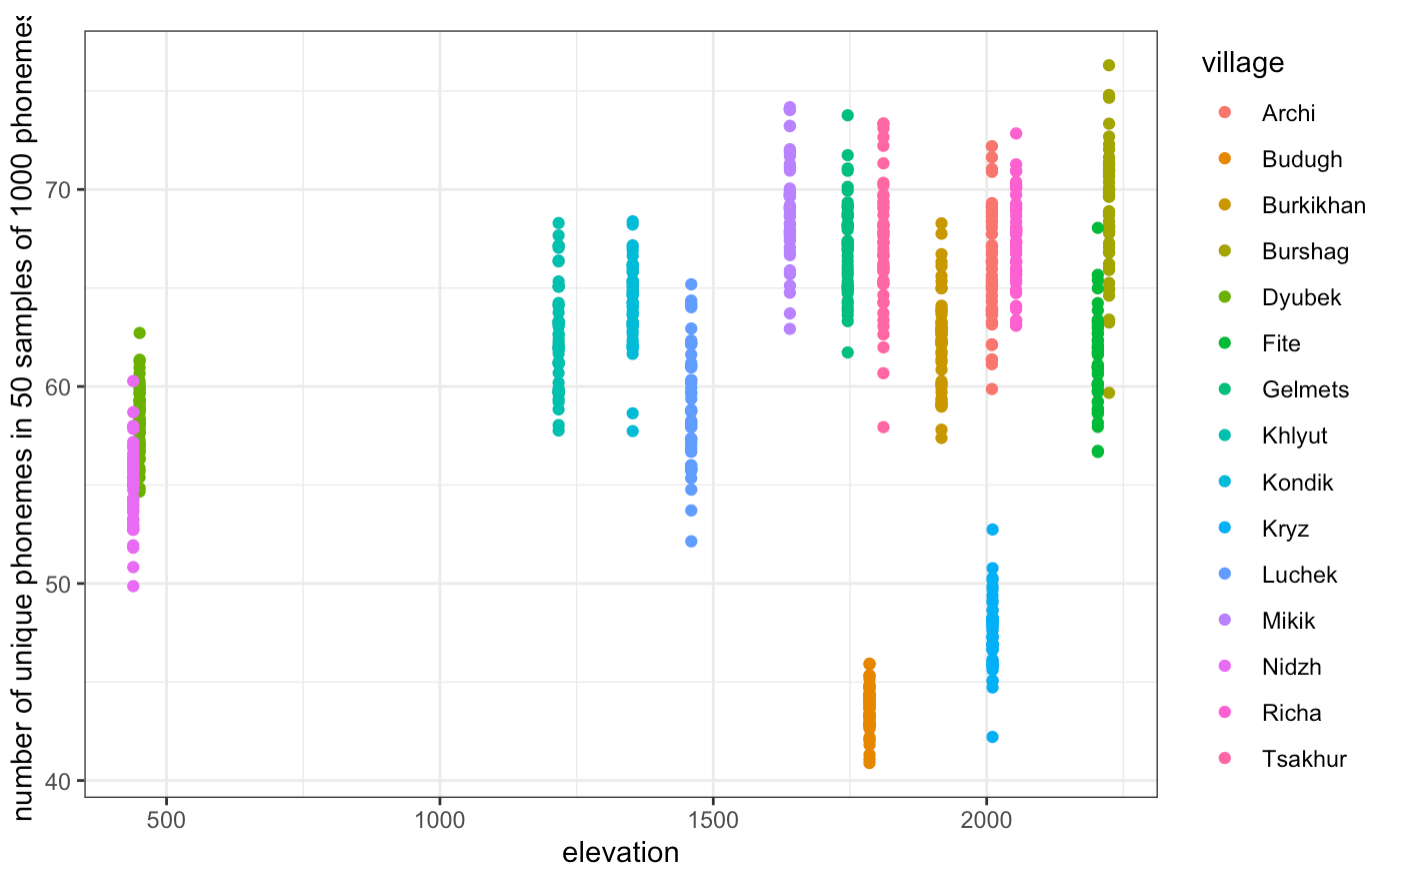 number of unique phonemes in 50 samples of 1000 phonemes
70
60
50
40
500
1000
1500
2000
elevation
village
Archi
Budugh
Burkikhan
Burshag
Dyubek
Fite
Gelmets
Khlyut
Kondik
Kryz
Luchek
Mikik
Nidzh
Richa
Tsakhur